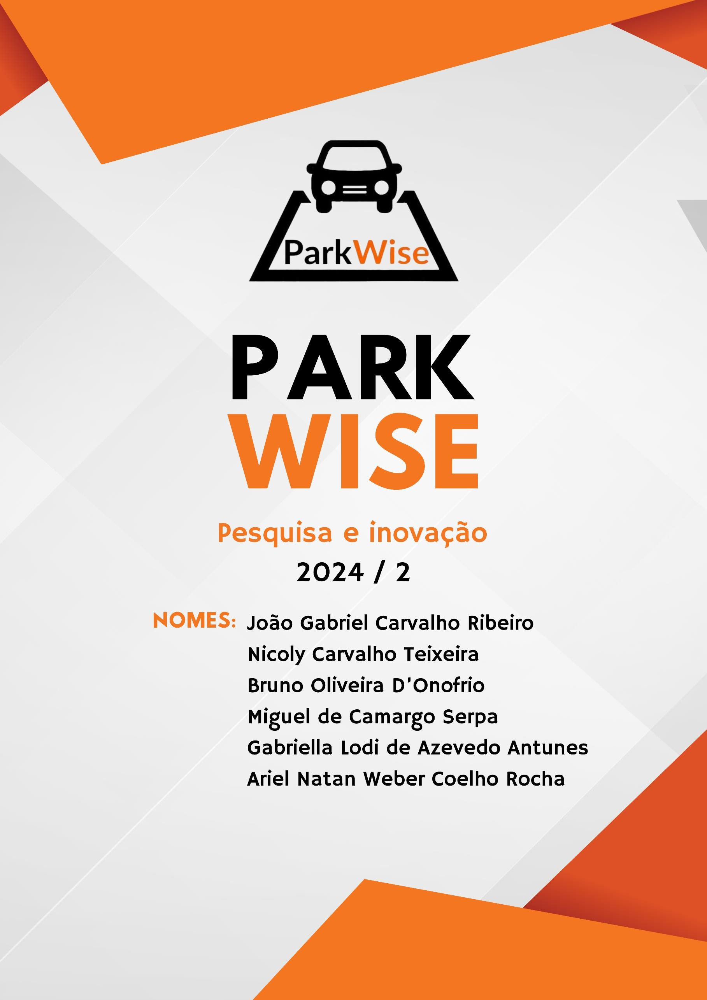 ParkWise
PARK
WISE
Pesquisa e inovação
2024 / 2
NOMES: João Gabriel Carvalho Ribeiro
Nicoly Carvalho Teixeira
Bruno Oliveira D'Onofrio
Miguel de Camargo Serpa
Gabriella Lodi de Azevedo Antunes
Ariel Natan Weber Coelho Rocha